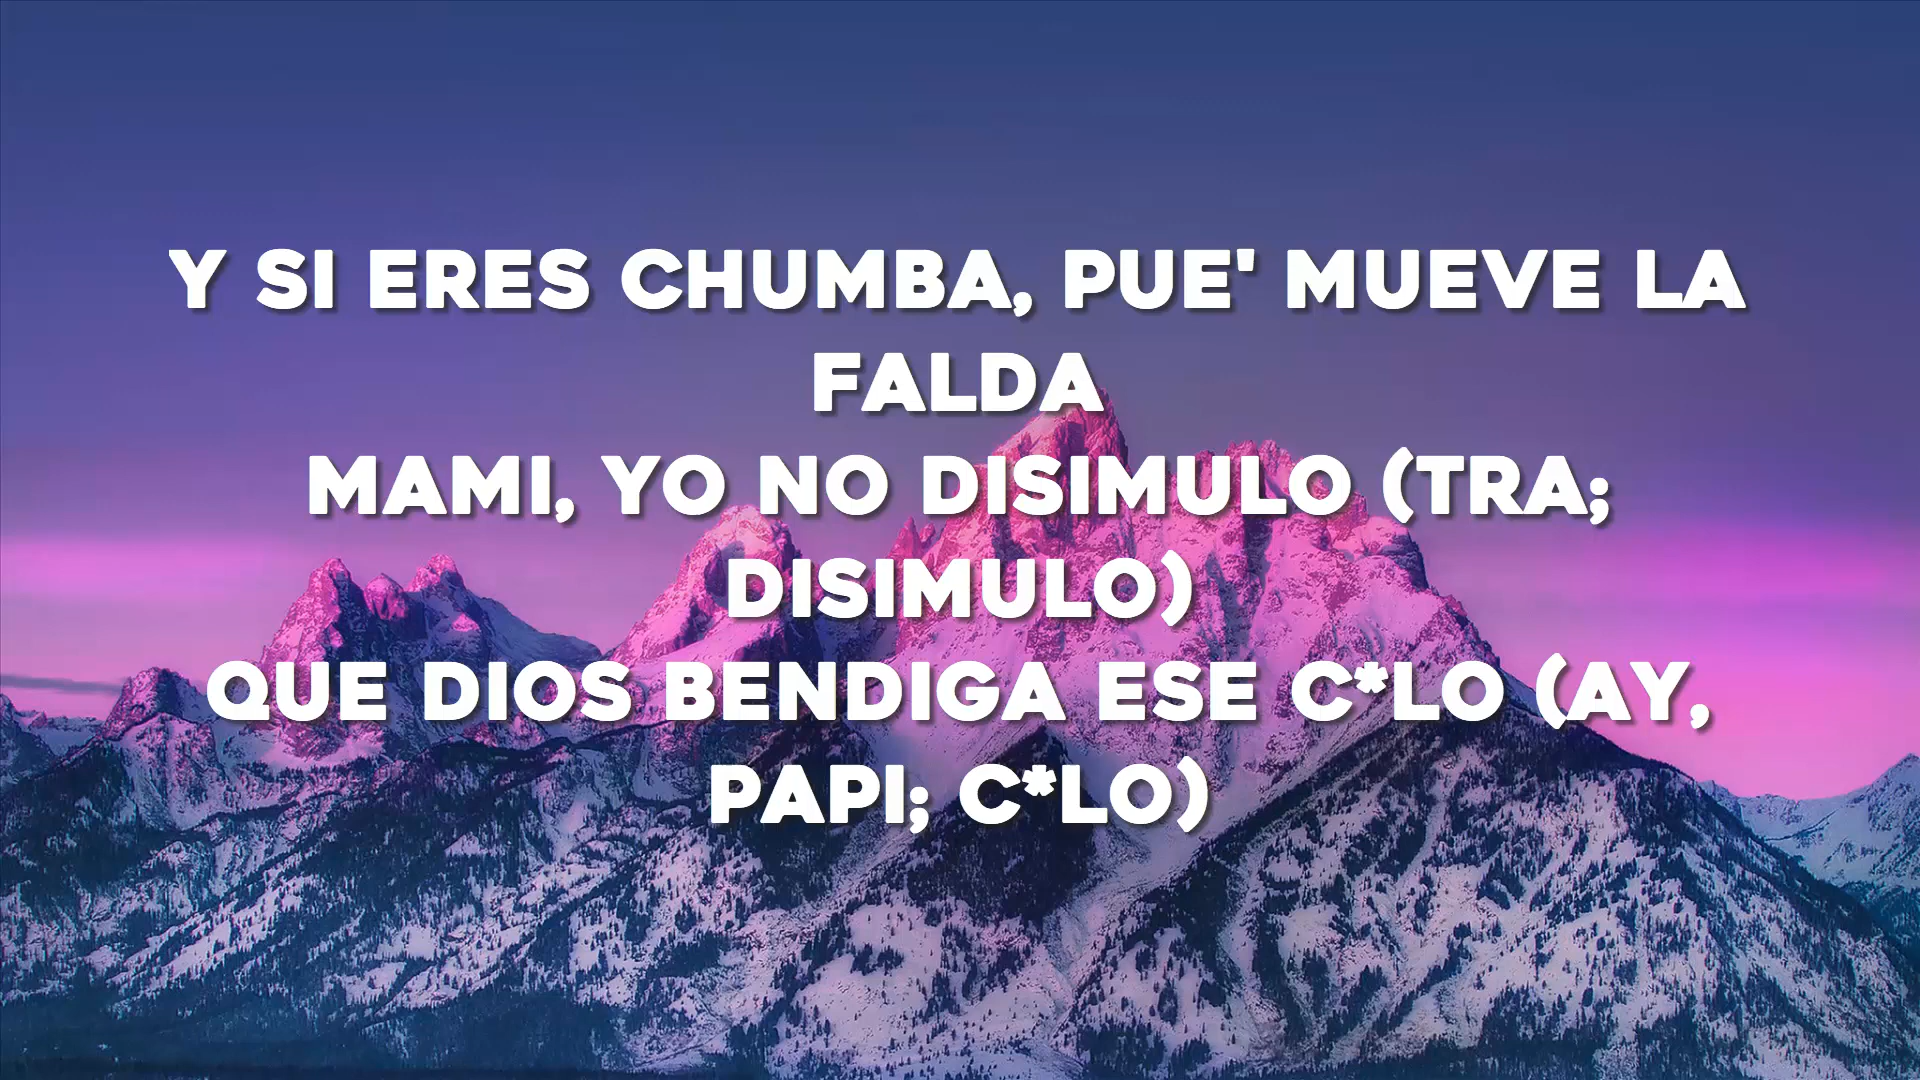 Y SI ERES CHUMBA, PUE' MUEVE LA
FALDA
MAMI, YO NO DISIMULO (TRA;
DISIMULO)
QUE DIOS BENDIGA ESE C*LO (AY,
PAPI; C*LO)